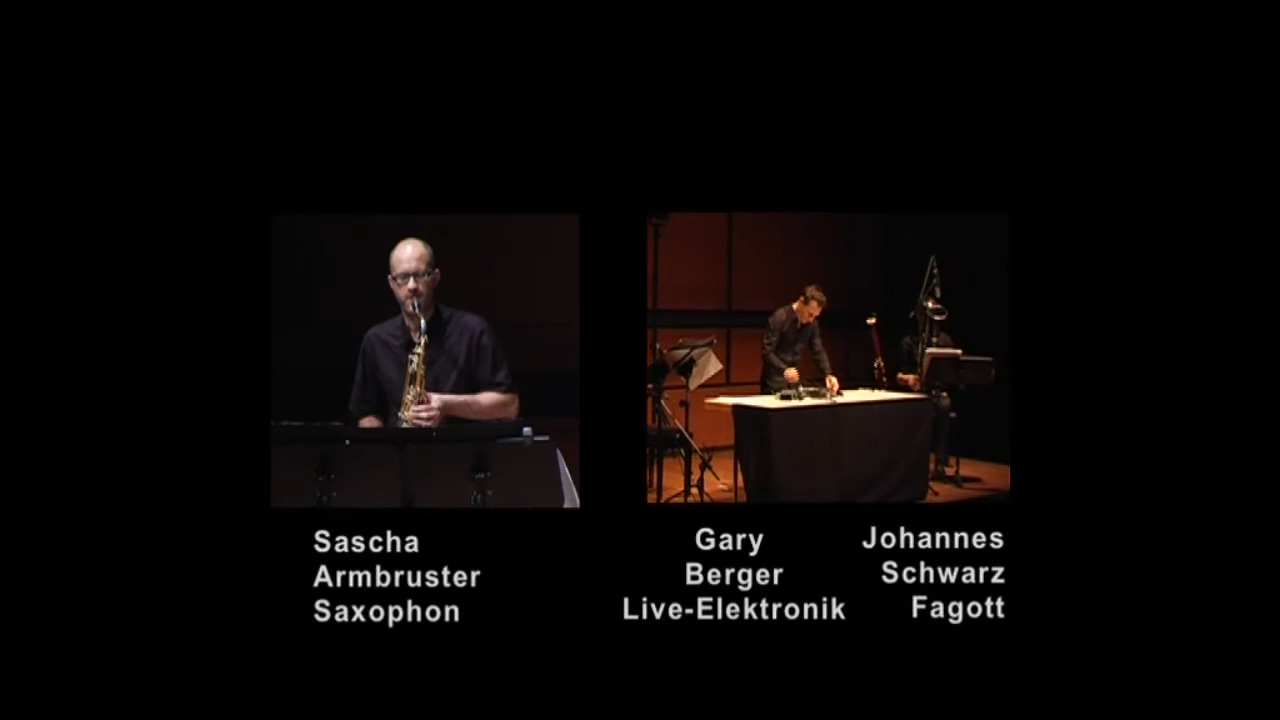 Sascha
Armbruster
Saxophon
Gary
Berger
Live-Elektronik
Johannes
Schwarz
Fagott